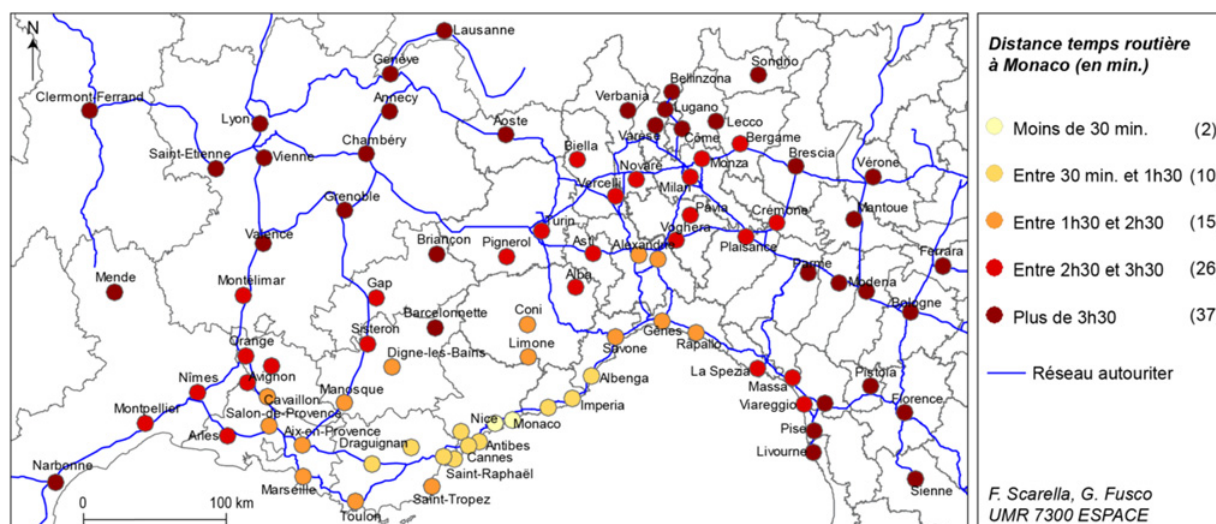 N
Lausanne
Genève
Sondrio
Bellinzona
Clermont-Ferrand
Annecy
Verbania
Lugano
Lyon
Aoste
Varèse
Côme
Lecco
Bergame
Saint-Etienne
Vienne
Chambéry
Biella
Novare
Monza
Brescia
Vérone
Vercelli
Milan
Grenoble
Pavia
Mantoue
Valence
Turin
Voghera
Crémone
Briançon
Pignerol
Asti
Alexandrie
Plaisance
Ferrara
Mende
Montélimar
Alba
Parme
Modena
Gap
Barcelonnette
Coni
Bologne
Sisteron
Limone
Gênes
Orange
Digne-les-Bains
Savone
Rapallo
Avignon
La Spezia
Nîmes
Manosque
Albenga
Massa
Pistoia
Cavaillon
Imperia
Viareggio
Florence
Montpellier
Salon-de-Provence
Nice
Monaco
Arles
Aix-en-Provence
Pise
Draguignan
Antibes
Cannes
Livourne
Narbonne
Saint-Raphaël
Marseille
Saint-Tropez
Sienne
Toulon
0 100 km
Distance temps routière
à Monaco (en min.)
Moins de 30 min. (2)
Entre 30 min. et 1h30 (10
Entre 1h30 et 2h30 (15
Entre 2h30 et 3h30 (26
Plus de 3h30 (37
Réseau autouriter
F. Scarella, G. Fusco
UMR 7300 ESPACE